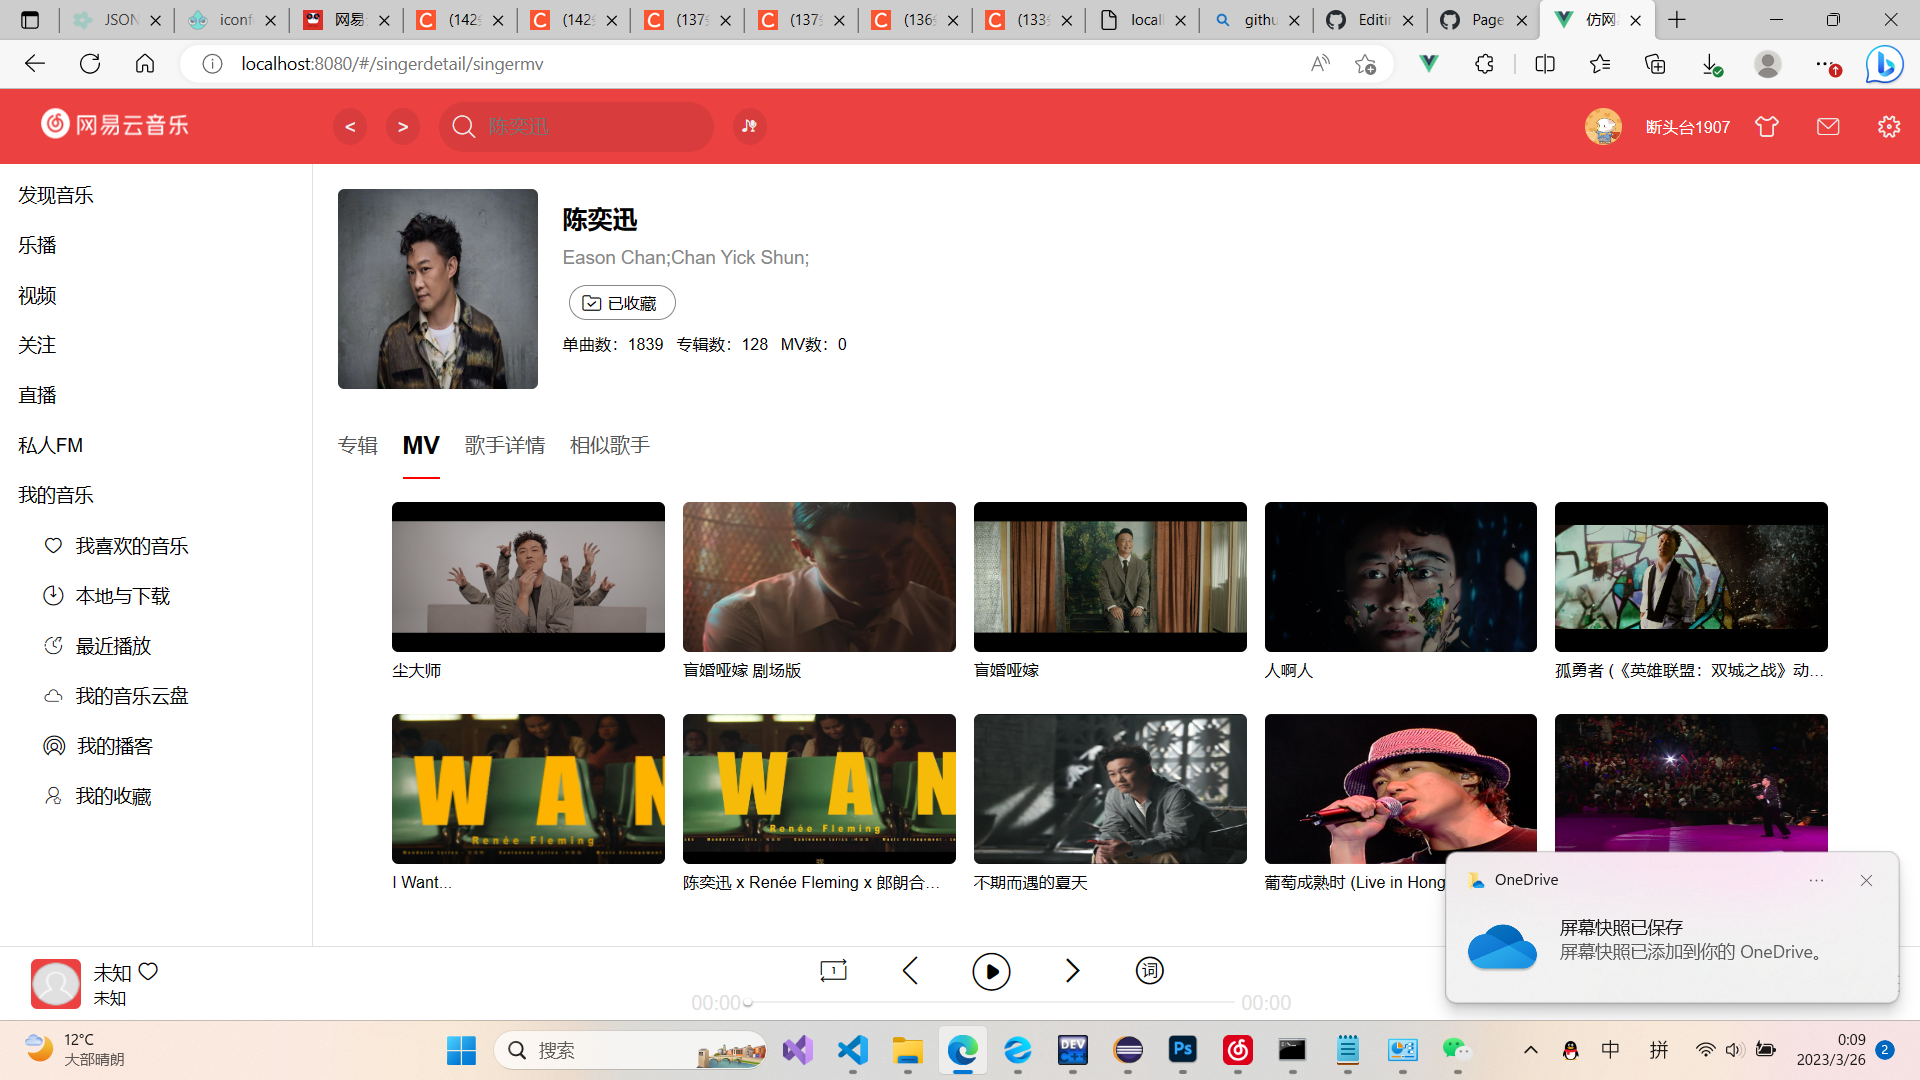 JSON
iconf
网易
(142
(142
(137
(137
(136
(133
locall
githu
Editin
Page
仿网
localhost:8080/#/singerdetail/singermv
网易云音乐
<
>
陈奕迅
断头台1907
发现音乐
乐播
视频
关注
直播
私人FM
我的音乐
我喜欢的音乐
本地与下载
最近播放
我的音乐云盘
我的播客
我的收藏
陈奕迅
Eason Chan;Chan Yick Shun;
已收藏
单曲数：1839 专辑数：128 MV数：0
专辑 MV 歌手详情 相似歌手
尘大师
盲婚哑嫁 剧场版
盲婚哑嫁
人啊人
孤勇者 (《英雄联盟：双城之战》动...
WAN
Renée Fleming
WAN
Renée Fleming
I Want...
陈奕迅 x Renée Fleming x 郎朗合...
不期而遇的夏天
葡萄成熟时 (Live in Hong
OneDrive
屏幕快照已保存
屏幕快照已添加到你的 OneDrive。
未知
未知
1
词
00:00
00:00
12°C
大部晴朗
搜索
DEV
Ps
中
拼
0:09
2023/3/26
2